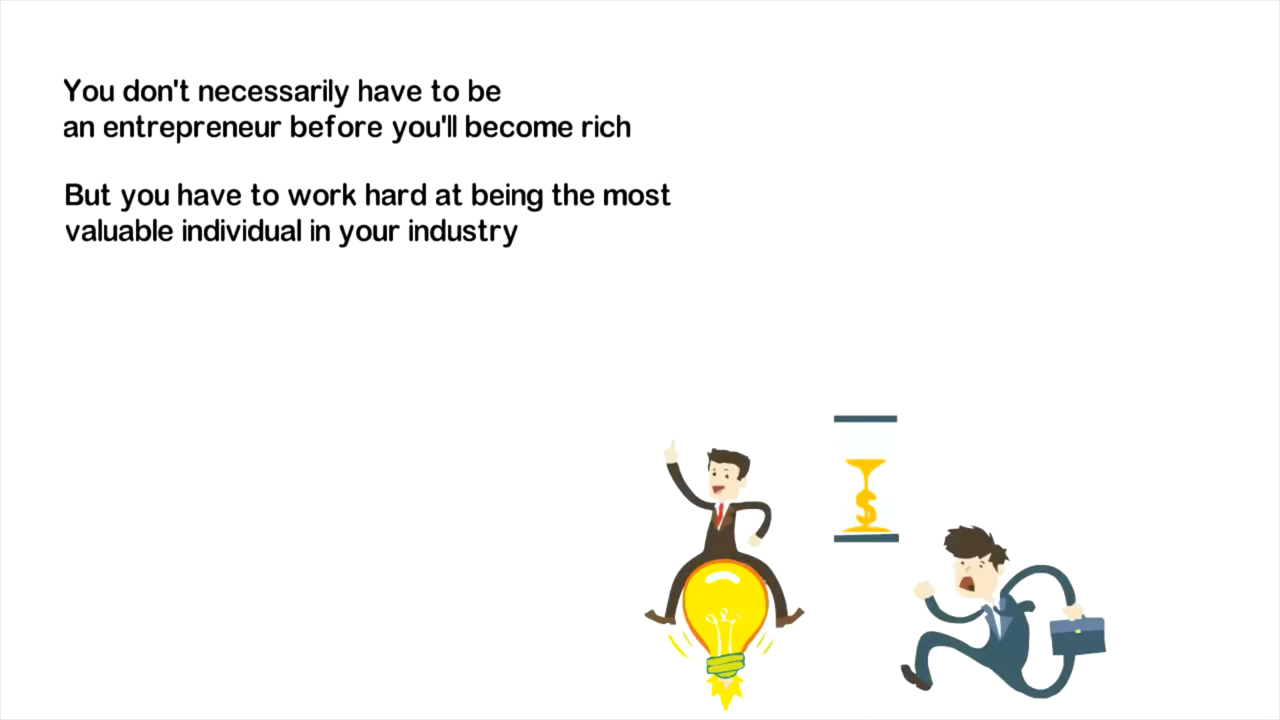 You don't necessarily have to be
an entrepreneur before you'll become rich
But you have to work hard at being the most
valuable individual in your industry
$